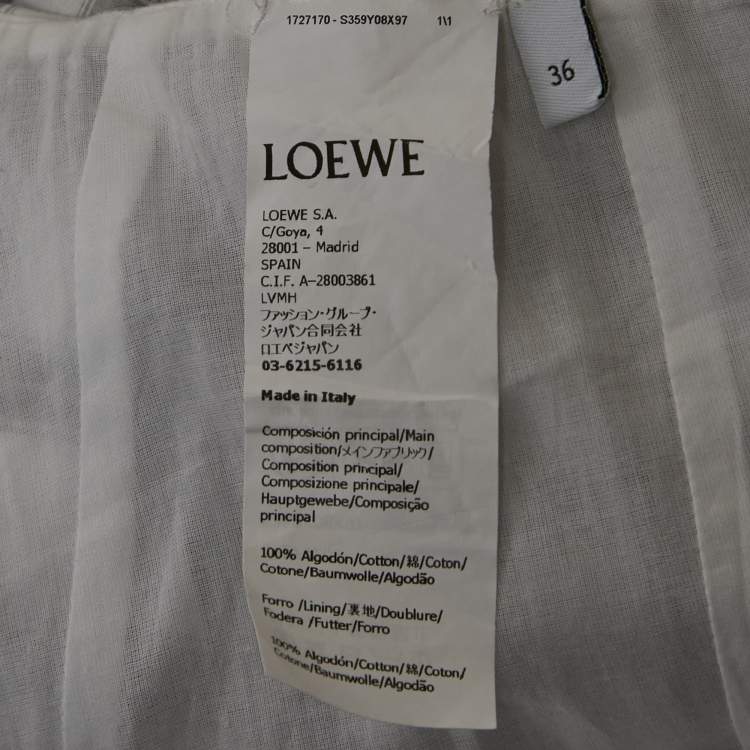 1727170 - S359Y08X97 1\1
36
LOEWE
LOEWE S.A.
C/Goya, 4
28001 – Madrid
SPAIN
C.I.F. A–28003861
LVMH
ファッション・グループ・
ジャパン合同会社
ロエベジャパン
03-6215-6116
Made in Italy
Composición principal/Main
composition/メインファブリック/
Composition principal/
Composizione principale/
Hauptgewebe/Composição
principal
100% Algodón/Cotton/綿/Coton/
Cotone/Baumwolle/Algodão
Forro /Lining/裏地/Doublure/
Fodera /Futter/Forro
100% Algodón/Cotton/綿/Coton/
Cotone/Baumwolle/Algodão